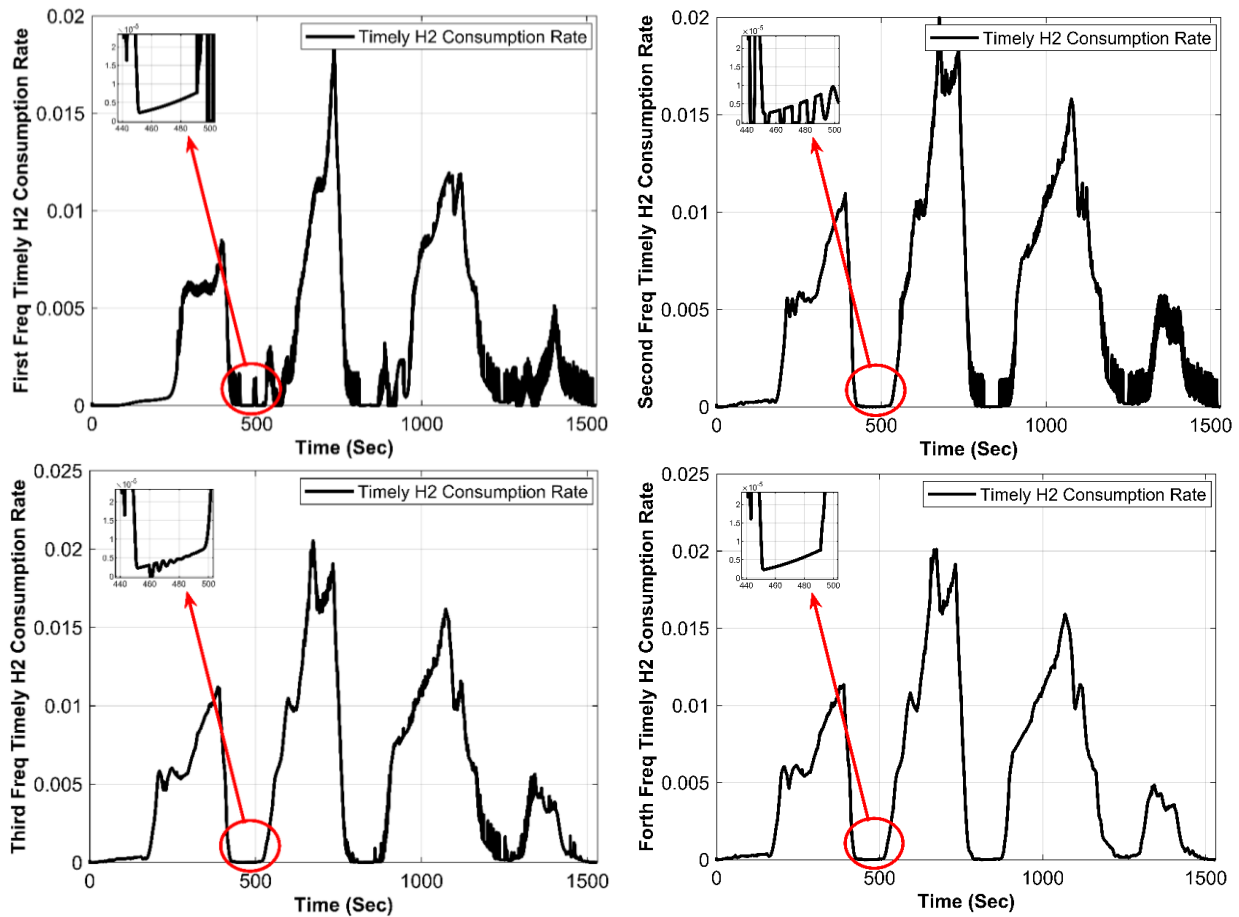 0.02
0.015
0.01
0.005
0
0 500 1000 1500
First Freq Timely H2 Consumption Rate
Time (Sec)
Timely H2 Consumption Rate
×10⁻⁵
2
1.5
1
0.5
0
440 460 480 500
0.02
0.015
0.01
0.005
0
0 500 1000 1500
Second Freq Timely H2 Consumption Rate
Time (Sec)
Timely H2 Consumption Rate
×10⁻⁵
2
1.5
1
0.5
0
440 460 480 500
0.025
0.02
0.015
0.01
0.005
0
0 500 1000 1500
Third Freq Timely H2 Consumption Rate
Time (Sec)
Timely H2 Consumption Rate
×10⁻⁵
2
1.5
1
0.5
0
440 460 480 500
0.025
0.02
0.015
0.01
0.005
0
0 500 1000 1500
Forth Freq Timely H2 Consumption Rate
Time (Sec)
Timely H2 Consumption Rate
×10⁻⁵
2
1.5
1
0.5
0
440 460 480 500